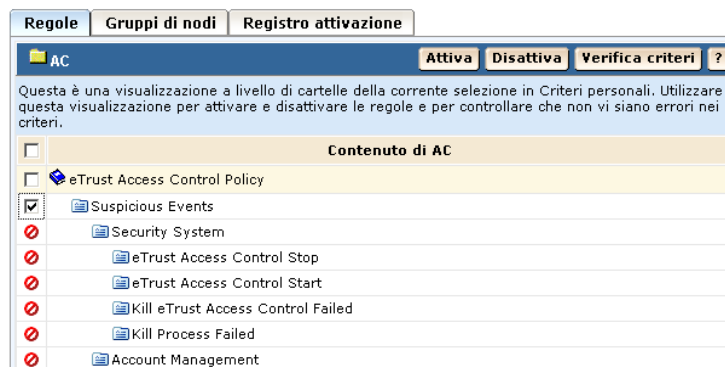 Regole Gruppi di nodi Registro attivazione
AC Attiva Disattiva Verifica criteri ?
Questa è una visualizzazione a livello di cartelle della corrente selezione in Criteri personali. Utilizzare
questa visualizzazione per attivare e disattivare le regole e per controllare che non vi siano errori nei
criteri.
Contenuto di AC
eTrust Access Control Policy
Suspicious Events
Security System
eTrust Access Control Stop
eTrust Access Control Start
Kill eTrust Access Control Failed
Kill Process Failed
Account Management